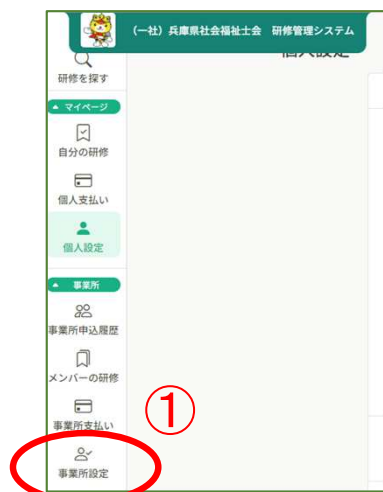 （一社）兵庫県社会福祉士会　研修管理システム
個人設定
研修を探す
マイページ
自分の研修
個人支払い
個人設定
事業所
事業所申込履歴
メンバーの研修
事業所支払い
①
事業所設定